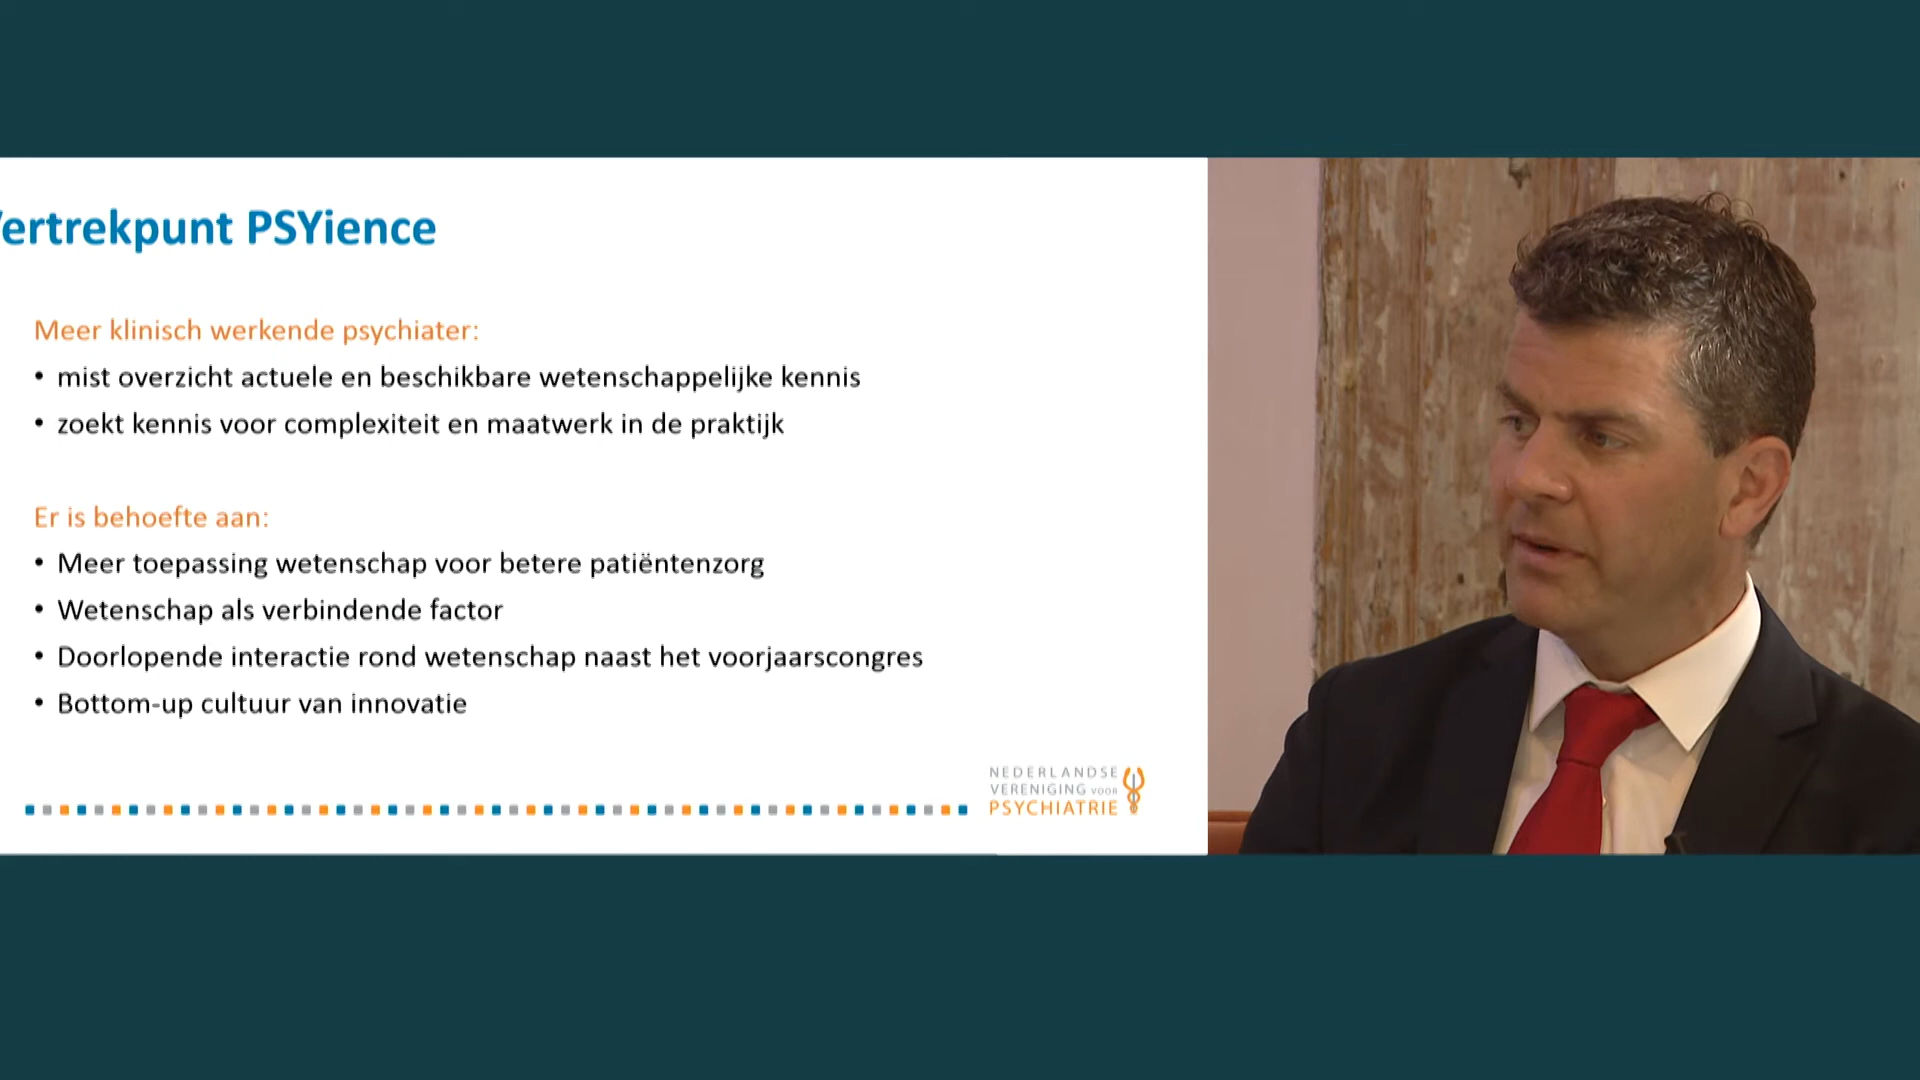 ertrekpunt PSYience
Meer klinisch werkende psychiater:
• mist overzicht actuele en beschikbare wetenschappelijke kennis
• zoekt kennis voor complexiteit en maatwerk in de praktijk
Er is behoefte aan:
• Meer toepassing wetenschap voor betere patiëntenzorg
• Wetenschap als verbindende factor
• Doorlopende interactie rond wetenschap naast het voorjaarscongres
• Bottom-up cultuur van innovatie
NEDERLANDSE
VERENIGING VOOR
PSYCHIATRIE